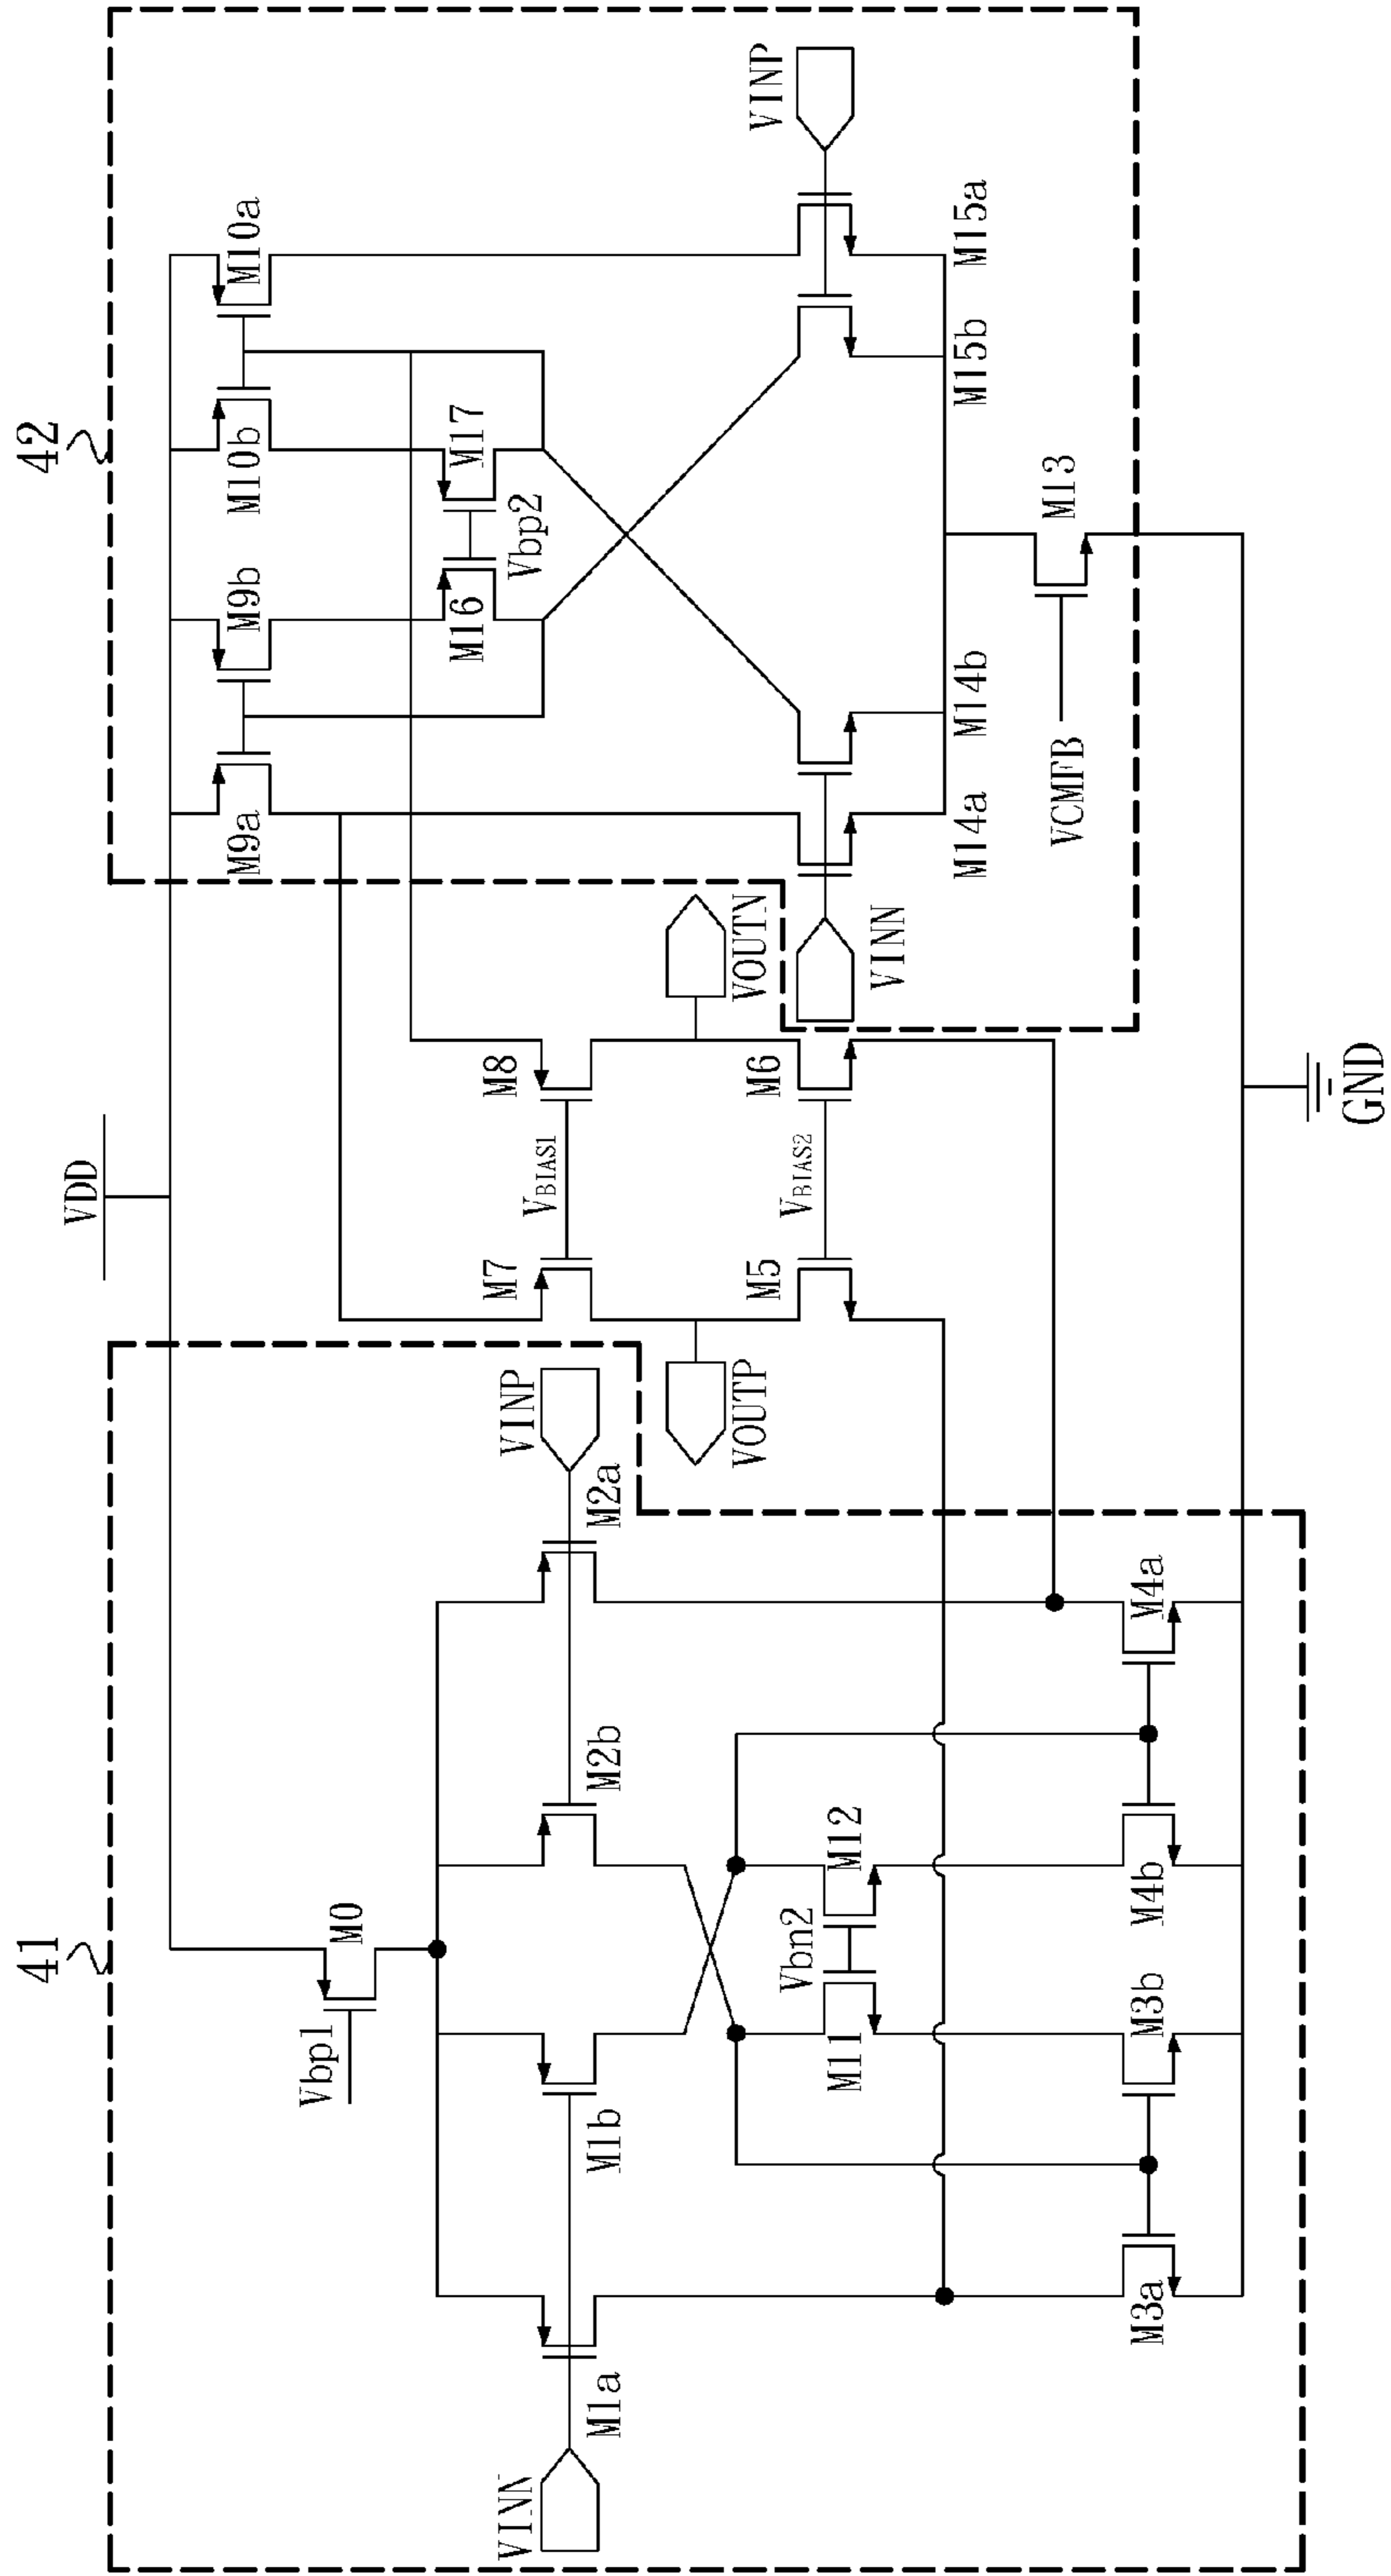 41
42
VDD
Vbp1
M0
M9a
M9b
M10b
M10a
VINN
M1a
M1b
M2b
M2a
VINP
M7
VBIAS1
M8
M16
Vbp2
M17
VOUTP
VOUTN
M11
Vbn2
M12
M5
VBIAS2
M6
VINN
VINP
M14a
M14b
M15b
M15a
VCMFB
M13
M3a
M3b
M4b
M4a
GND